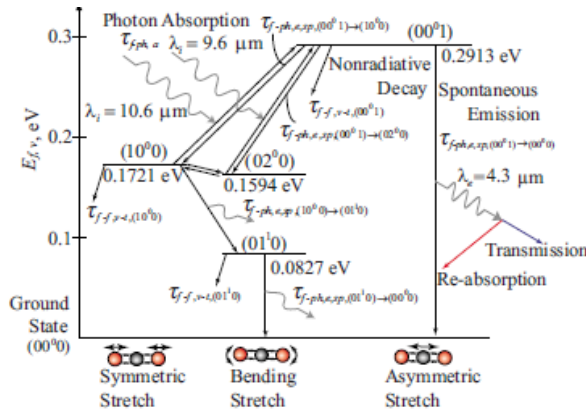 Photon Absorption
τf-ph,e,sp,(00⁰1)→(10⁰0)
(00⁰1)
0.3
τf-ph,a
λi = 9.6 μm
0.2913 eV
Nonradiative
Decay
Spontaneous
Emission
τf-f,v-t,(00⁰1)
λi = 10.6 μm
τf-ph,e,sp,(00⁰1)→(02⁰0)
τf-ph,e,sp,(00⁰1)→(00⁰0)
Ef,v, eV
0.2
(10⁰0)
(02⁰0)
λe = 4.3 μm
0.1721 eV
0.1594 eV
τf-f,v-t,(10⁰0)
τf-ph,e,sp,(10⁰0)→(01¹0)
Transmission
0.1
(01¹0)
0.0827 eV
Re-absorption
τf-f,v-t,(01¹0)
τf-ph,e,sp,(01¹0)→(00⁰0)
Ground
State
(00⁰0)
Symmetric
Stretch
Bending
Stretch
Asymmetric
Stretch